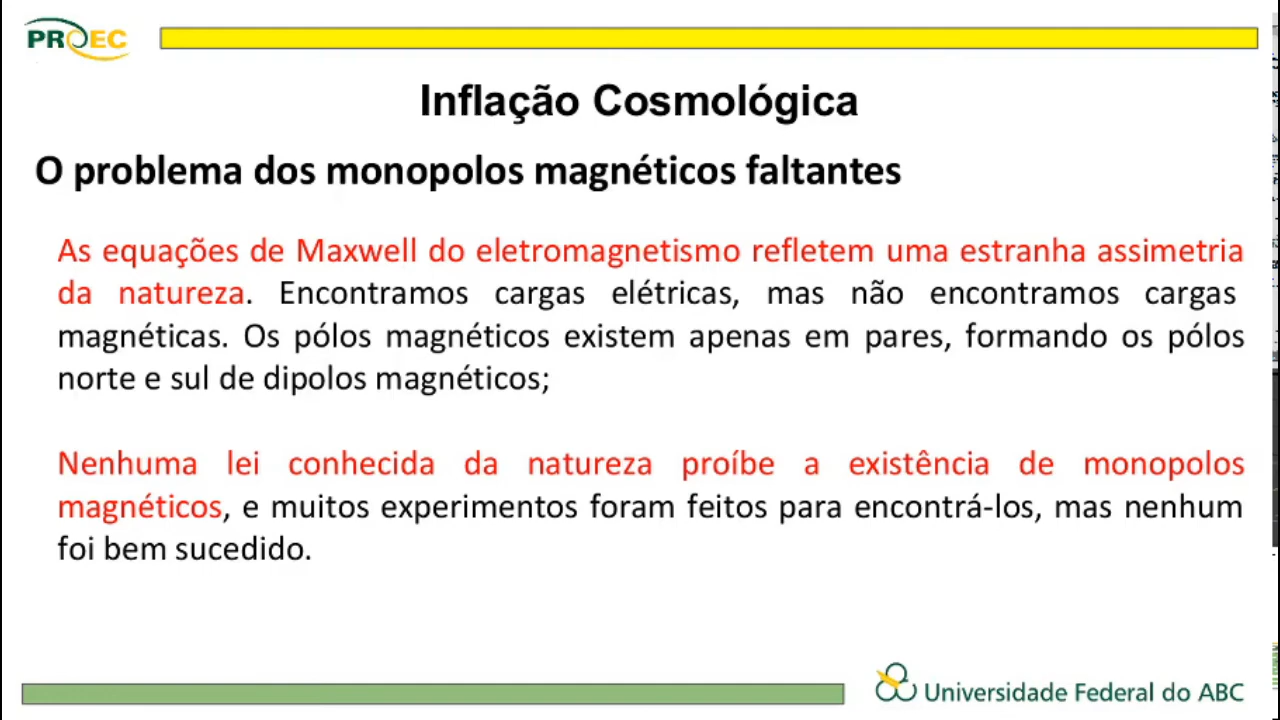 PROEC
Inflação Cosmológica
O problema dos monopolos magnéticos faltantes
As equações de Maxwell do eletromagnetismo refletem uma estranha assimetria
da natureza. Encontramos cargas elétricas, mas não encontramos cargas
magnéticas. Os pólos magnéticos existem apenas em pares, formando os pólos
norte e sul de dipolos magnéticos;
Nenhuma lei conhecida da natureza proíbe a existência de monopolos
magnéticos, e muitos experimentos foram feitos para encontrá-los, mas nenhum
foi bem sucedido.
Universidade Federal do ABC